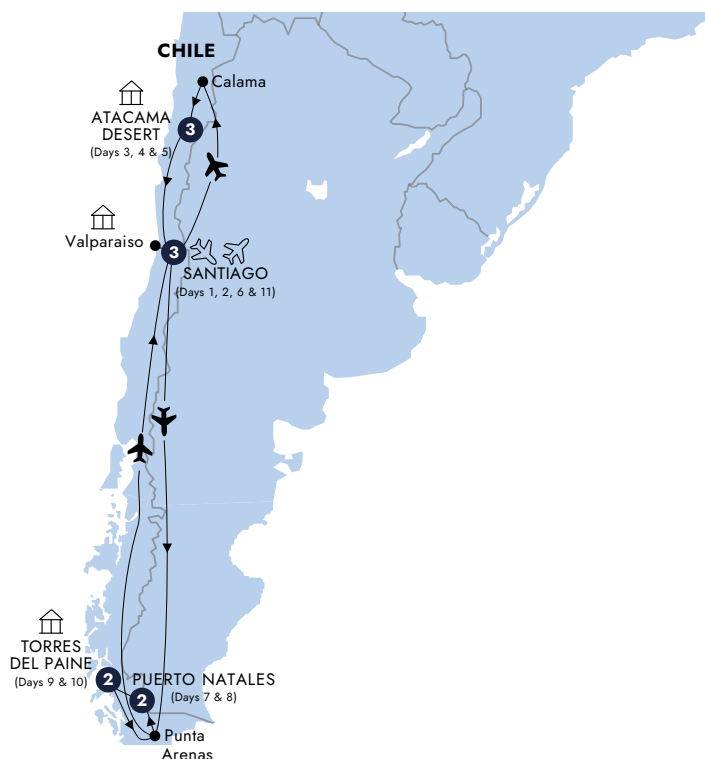 CHILE
Calama
ATACAMA
DESERT
3
(Days 3, 4 & 5)
Valparaiso
3
SANTIAGO
(Days 1, 2, 6 & 11)
TORRES
DEL PAINE
(Days 9 & 10)
2
PUERTO NATALES
(Days 7 & 8)
2
Punta
Arenas